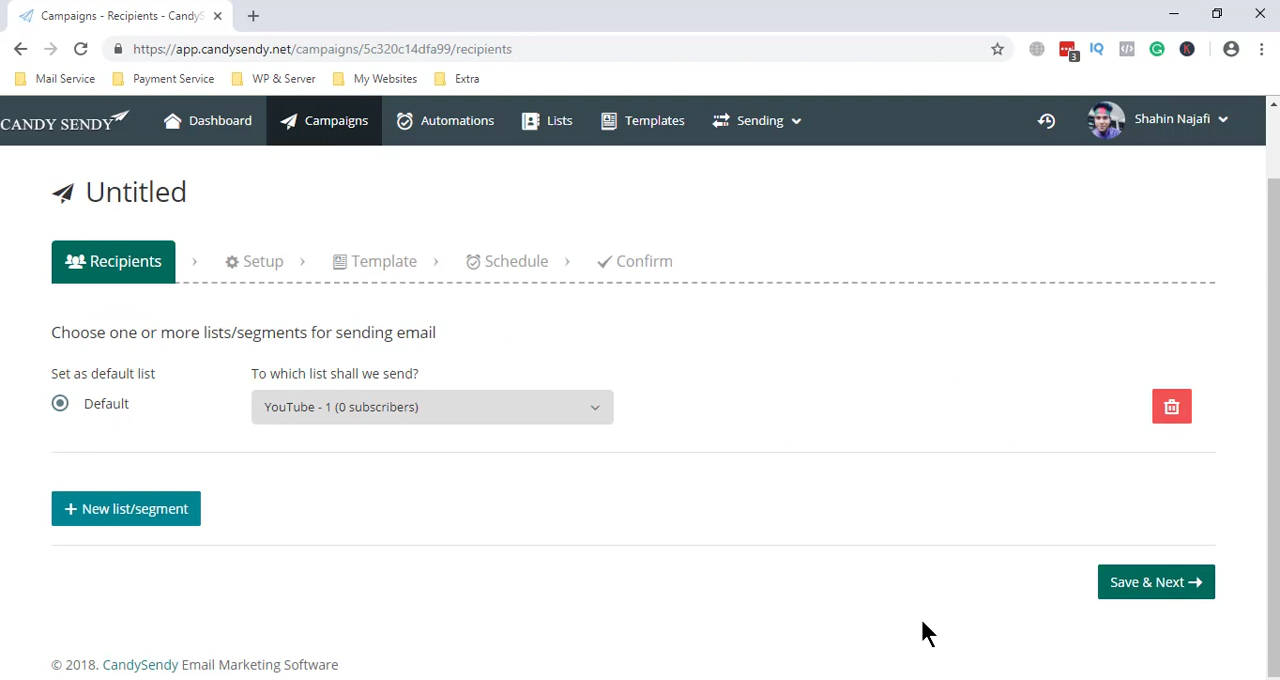 Campaigns - Recipients - CandyS
https://app.candysendy.net/campaigns/5c320c14dfa99/recipients
3
IQ
K
Mail Service
Payment Service
WP & Server
My Websites
Extra
CANDY SENDY
Dashboard
Campaigns
Automations
Lists
Templates
Sending
Shahin Najafi
Untitled
Recipients
Setup
Template
Schedule
Confirm
Choose one or more lists/segments for sending email
Set as default list
To which list shall we send?
Default
YouTube - 1 (0 subscribers)
+ New list/segment
Save & Next →
© 2018. CandySendy Email Marketing Software